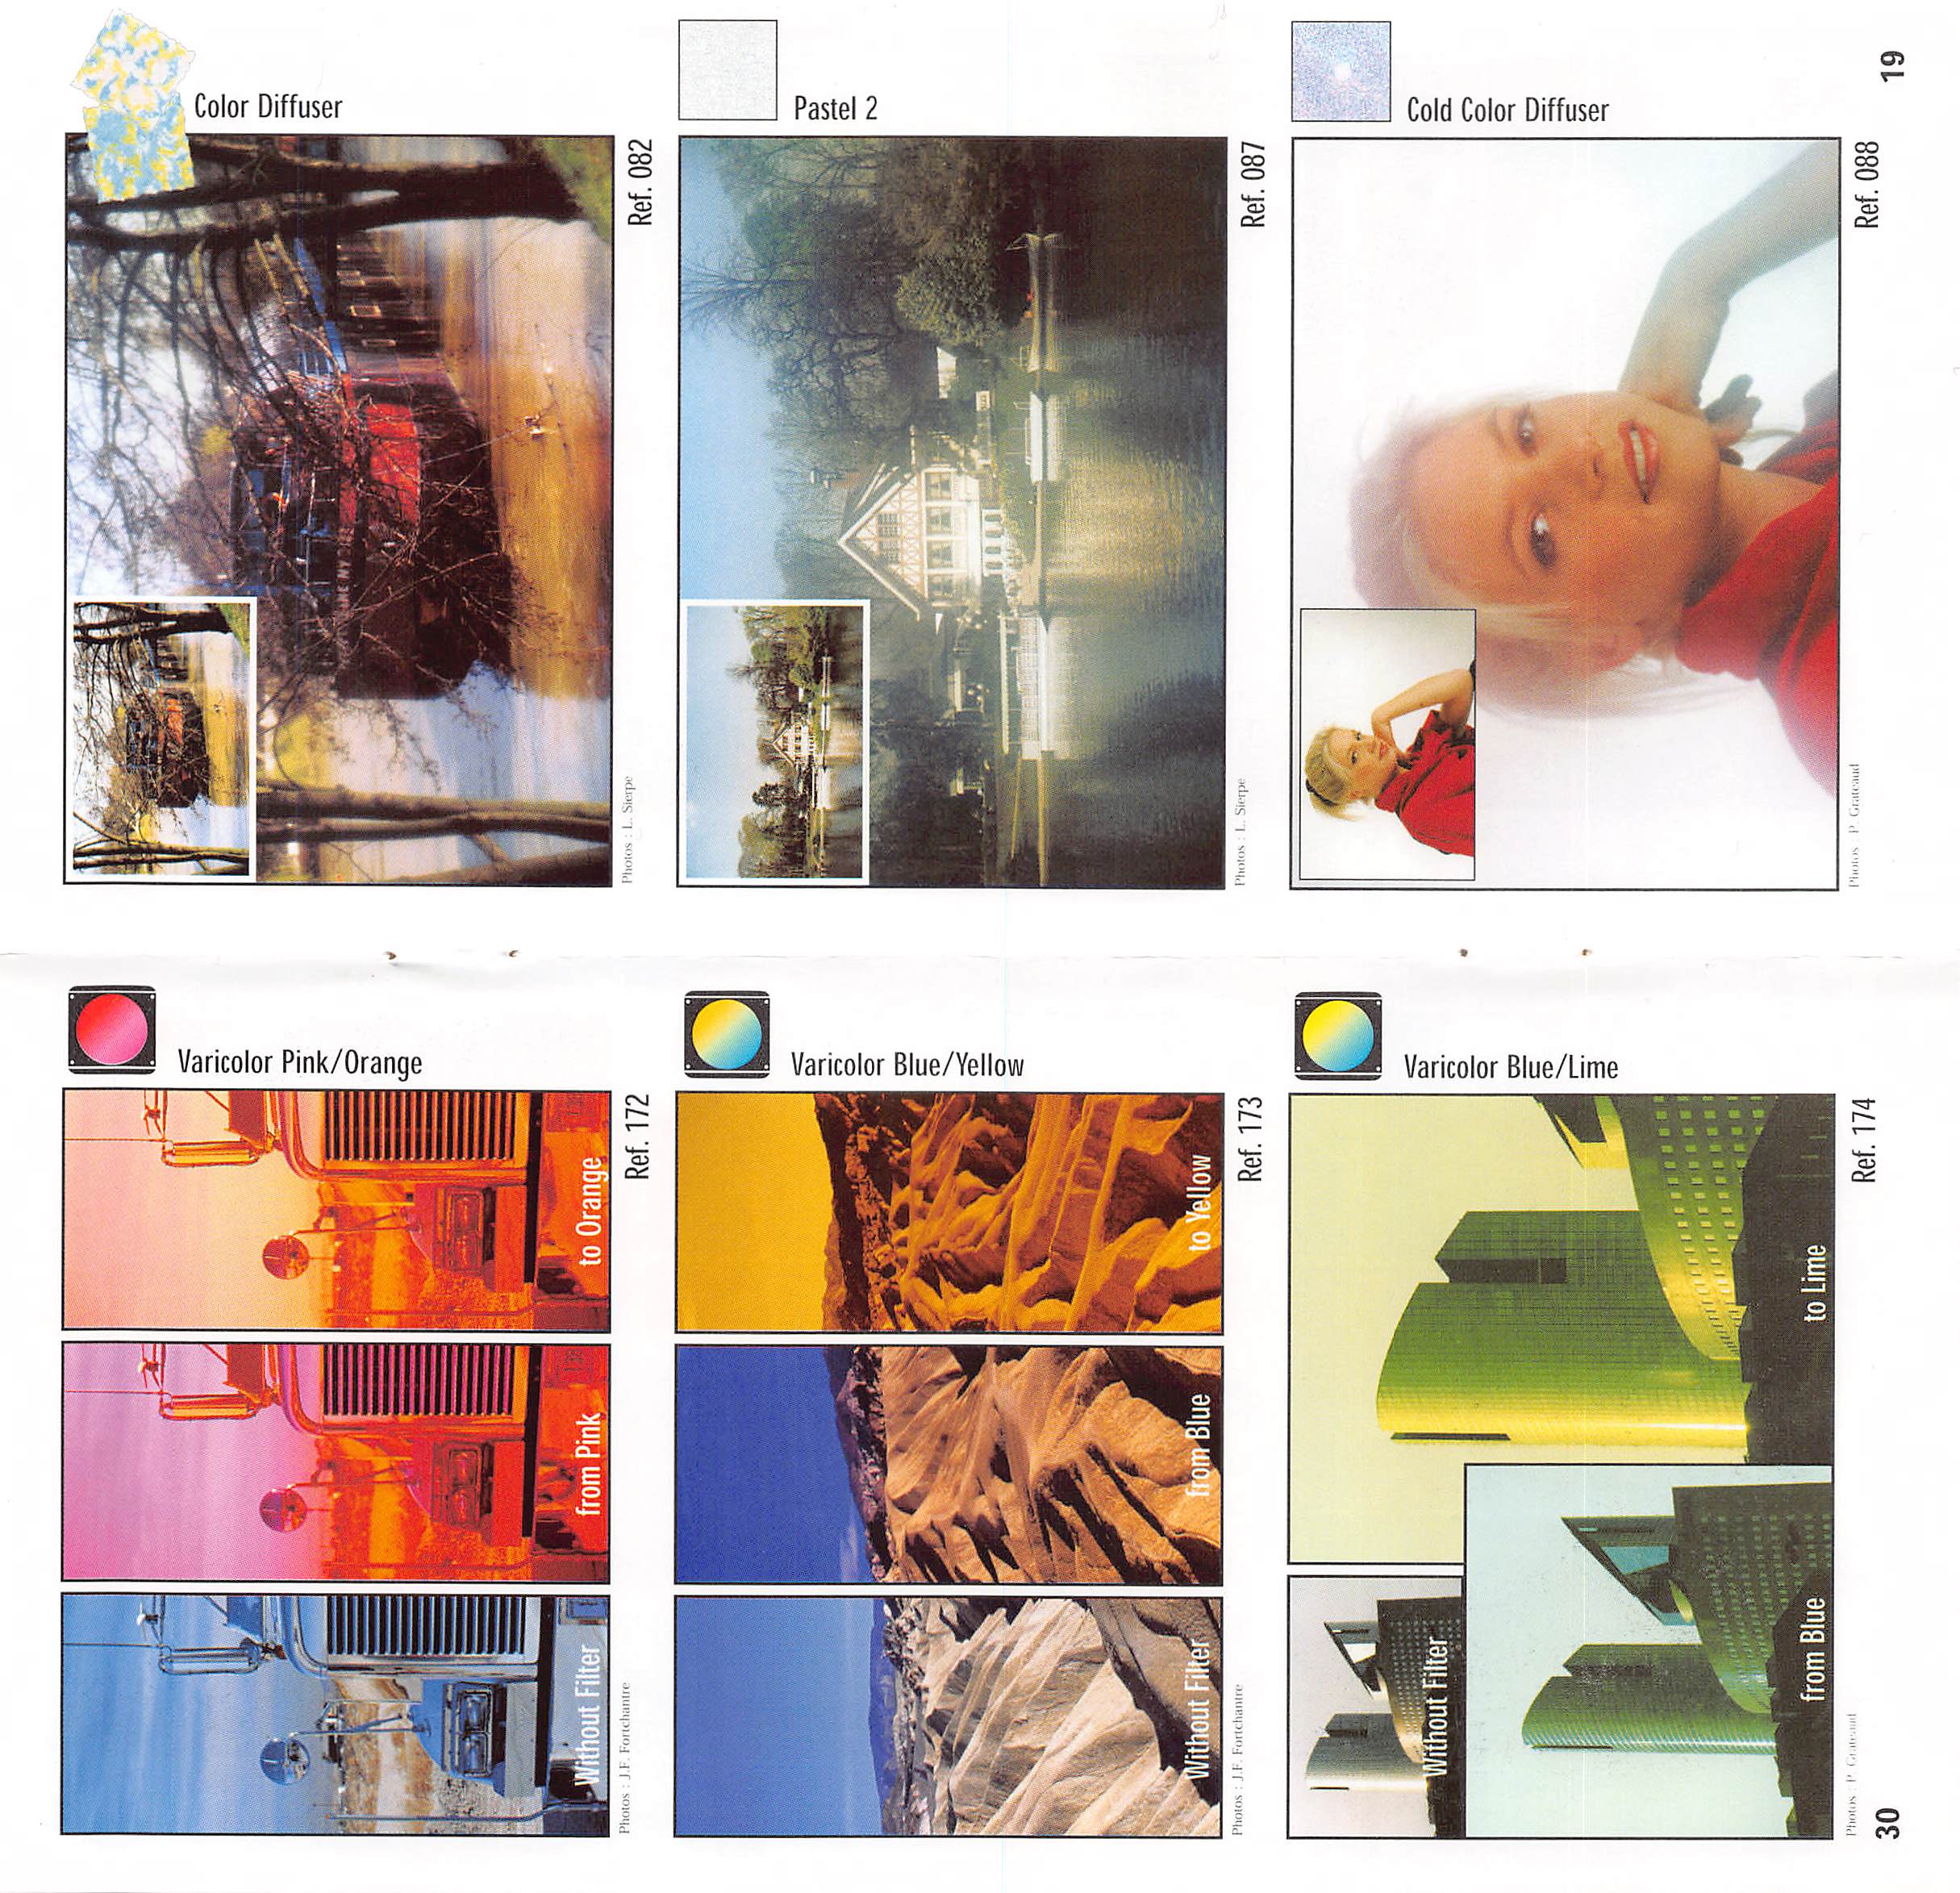 Color Diffuser
Ref. 082
Photos : L. Sierpe
Pastel 2
Ref. 087
Photos : L. Sierpe
Cold Color Diffuser
Ref. 088
Photos : P. Grateaud
19
Varicolor Pink/Orange
Ref. 172
to Orange
from Pink
Without Filter
Photos : J.F. Fortchantre
Varicolor Blue/Yellow
Ref. 173
to Yellow
from Blue
Without Filter
Photos : J.F. Fortchantre
Varicolor Blue/Lime
Ref. 174
to Lime
from Blue
Without Filter
Photos : P. Grateaud
30